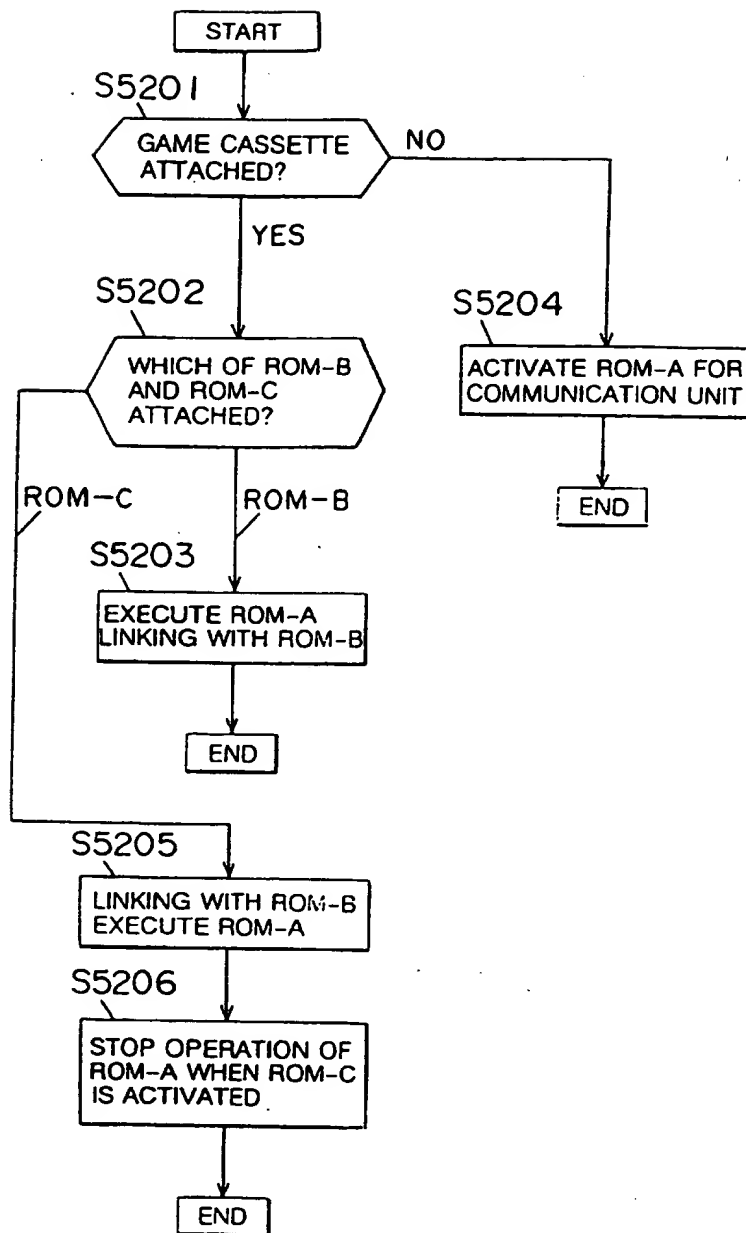 START
S5201
GAME CASSETTE
ATTACHED?
NO
YES
S5202
WHICH OF ROM-B
AND ROM-C
ATTACHED?
S5204
ACTIVATE ROM-A FOR
COMMUNICATION UNIT
END
ROM-C
ROM-B
S5203
EXECUTE ROM-A
LINKING WITH ROM-B
END
S5205
LINKING WITH ROM-B
EXECUTE ROM-A
S5206
STOP OPERATION OF
ROM-A WHEN ROM-C
IS ACTIVATED
END